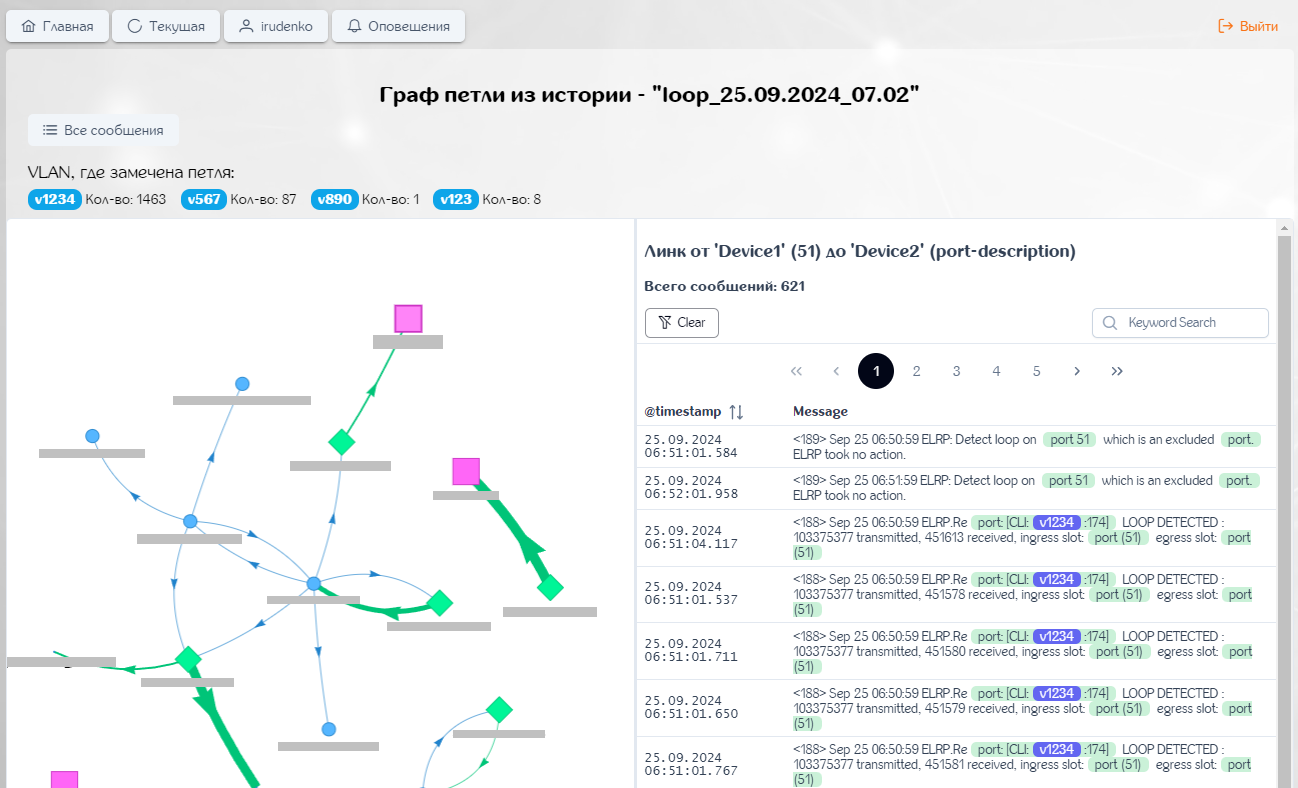 Главная Текущая irudenko Оповещения Выйти
Граф петли из истории - "loop_25.09.2024_07.02"
Все сообщения
VLAN, где замечена петля:
v1234 Кол-во: 1463 v567 Кол-во: 87 v890 Кол-во: 1 v123 Кол-во: 8
Линк от 'Device1' (51) до 'Device2' (port-description)
Всего сообщений: 621
Clear Keyword Search
1 2 3 4 5
@timestamp Message
25.09.2024
06:51:01.584
<189> Sep 25 06:50:59 ELRP: Detect loop on port 51 which is an excluded port.
ELRP took no action.
25.09.2024
06:52:01.958
<189> Sep 25 06:51:59 ELRP: Detect loop on port 51 which is an excluded port.
ELRP took no action.
25.09.2024
06:51:04.117
<188> Sep 25 06:50:59 ELRP.Re port: [CLI: v1234 :174] LOOP DETECTED :
103375377 transmitted, 451613 received, ingress slot: port (51) egress slot: port
(51)
25.09.2024
06:51:01.537
<188> Sep 25 06:50:59 ELRP.Re port: [CLI: v1234 :174] LOOP DETECTED :
103375377 transmitted, 451578 received, ingress slot: port (51) egress slot: port
(51)
25.09.2024
06:51:01.711
<188> Sep 25 06:50:59 ELRP.Re port: [CLI: v1234 :174] LOOP DETECTED :
103375377 transmitted, 451580 received, ingress slot: port (51) egress slot: port
(51)
25.09.2024
06:51:01.650
<188> Sep 25 06:50:59 ELRP.Re port: [CLI: v1234 :174] LOOP DETECTED :
103375377 transmitted, 451579 received, ingress slot: port (51) egress slot: port
(51)
25.09.2024
06:51:01.767
<188> Sep 25 06:50:59 ELRP.Re port: [CLI: v1234 :174] LOOP DETECTED :
103375377 transmitted, 451581 received, ingress slot: port (51) egress slot: port
(51)